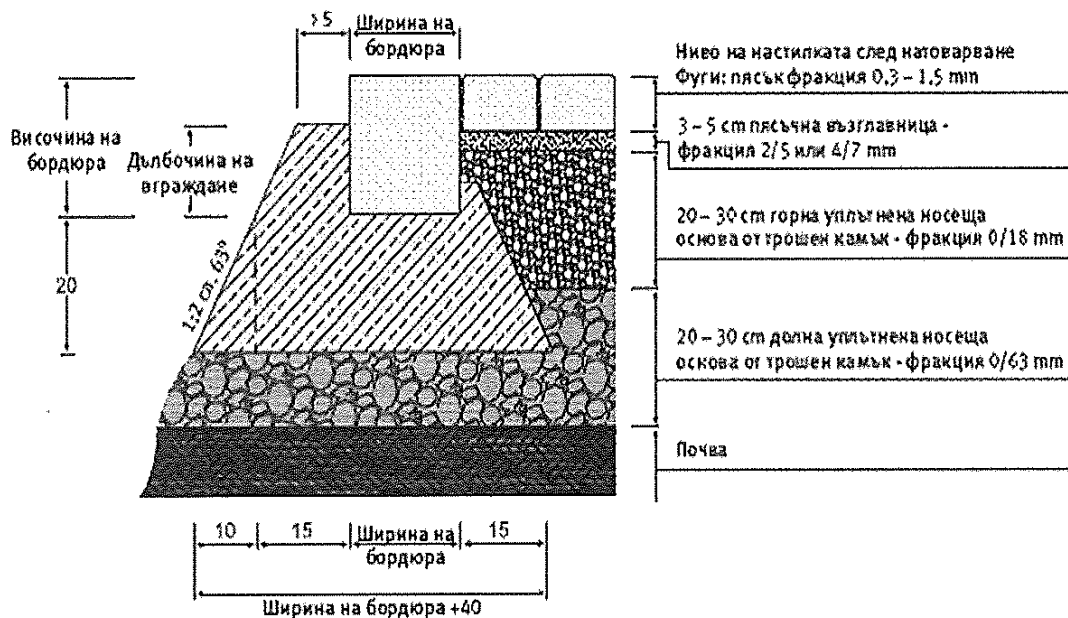 >5
Ширина на
бордюра
Ниво на настилката след натоварване
Фуги: пясък фракция 0,3 – 1,5 mm
3 – 5 cm пясъчна възглавница -
фракция 2/5 или 4/7 mm
Височина на
бордюра
Дълбочина на
вграждане
20 – 30 cm горна уплътнена носеща
основа от трошен камък - фракция 0/18 mm
1:2 сп. 63°
20
20 – 30 cm долна уплътнена носеща
основа от трошен камък - фракция 0/63 mm
Почва
10
15
Ширина на
бордюра
15
Ширина на бордюра +40